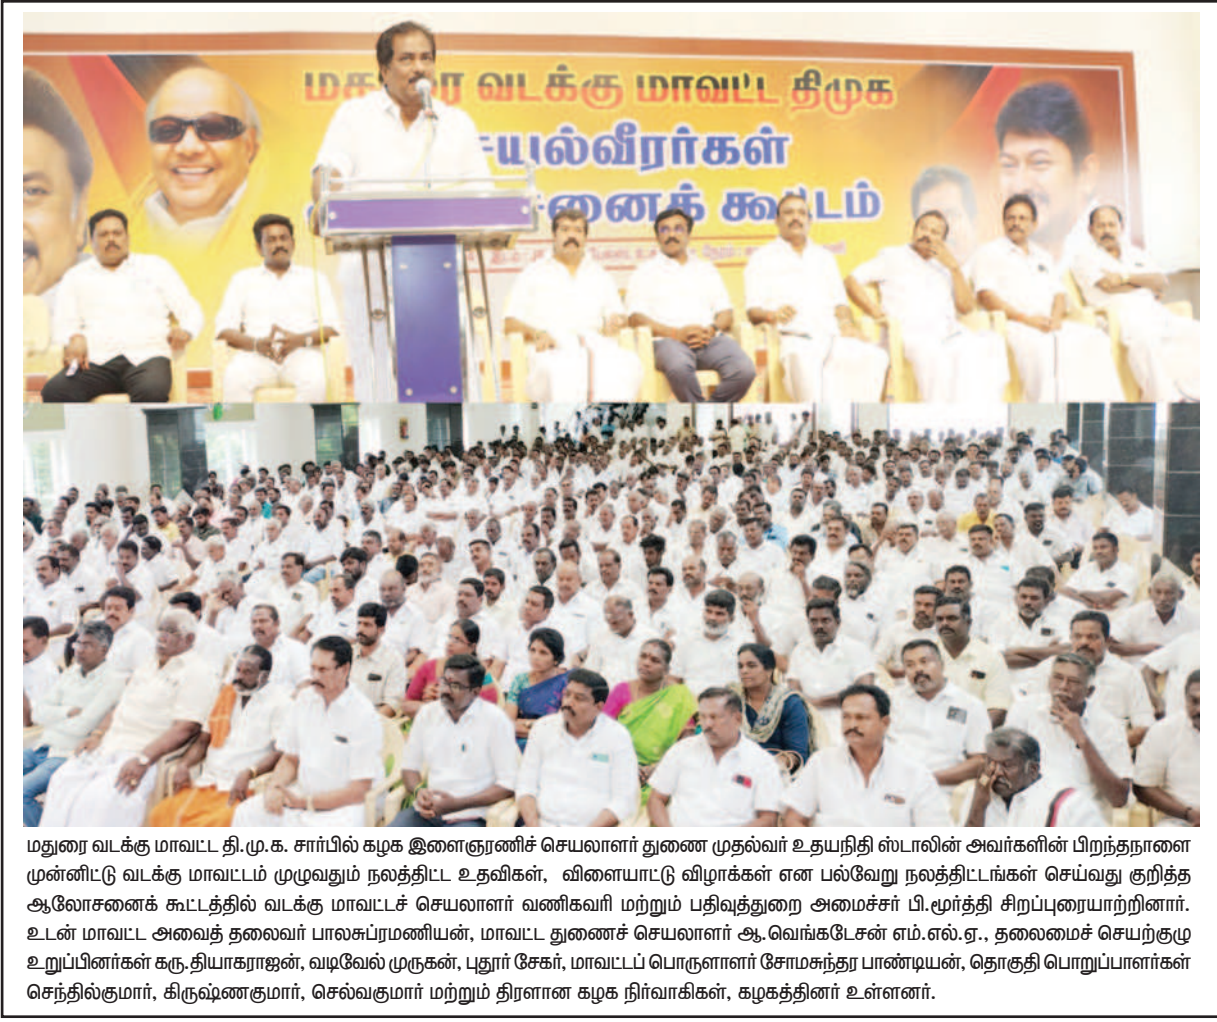 வடக்கு மாவட்ட திமுக
செயல்வீரர்கள்
கூட்டம்
மதுரை வடக்கு மாவட்ட தி.மு.க. சார்பில் கழக இளைஞரணிச் செயலாளர் துணை முதல்வர் உதயநிதி ஸ்டாலின் அவர்களின் பிறந்தநாளை
முன்னிட்டு வடக்கு மாவட்டம் முழுவதும் நலத்திட்ட உதவிகள், விளையாட்டு விழாக்கள் என பல்வேறு நலத்திட்டங்கள் செய்வது குறித்த
ஆலோசனைக் கூட்டத்தில் வடக்கு மாவட்டச் செயலாளர் வணிகவரி மற்றும் பதிவுத்துறை அமைச்சர் பி.மூர்த்தி சிறப்புரையாற்றினார்.
உடன் மாவட்ட அவைத் தலைவர் பாலசுப்ரமணியன், மாவட்ட துணைச் செயலாளர் ஆ.வெங்கடேசன் எம்.எல்.ஏ., தலைமைச் செயற்குழு
உறுப்பினர்கள் கரு.தியாகராஜன், வடிவேல் முருகன், புதூர் சேகர், மாவட்டப் பொருளாளர் சோமசுந்தர பாண்டியன், தொகுதி பொறுப்பாளர்கள்
செந்தில்குமார், கிருஷ்ணகுமார், செல்வகுமார் மற்றும் திரளான கழக நிர்வாகிகள், கழகத்தினர் உள்ளனர்.